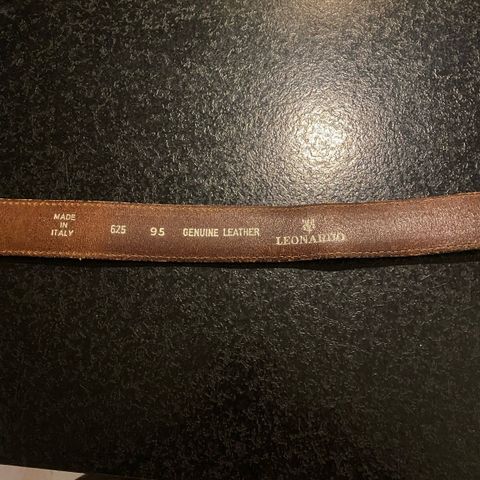 MADE
IN
ITALY
625 95 GENUINE LEATHER
LEONARDO